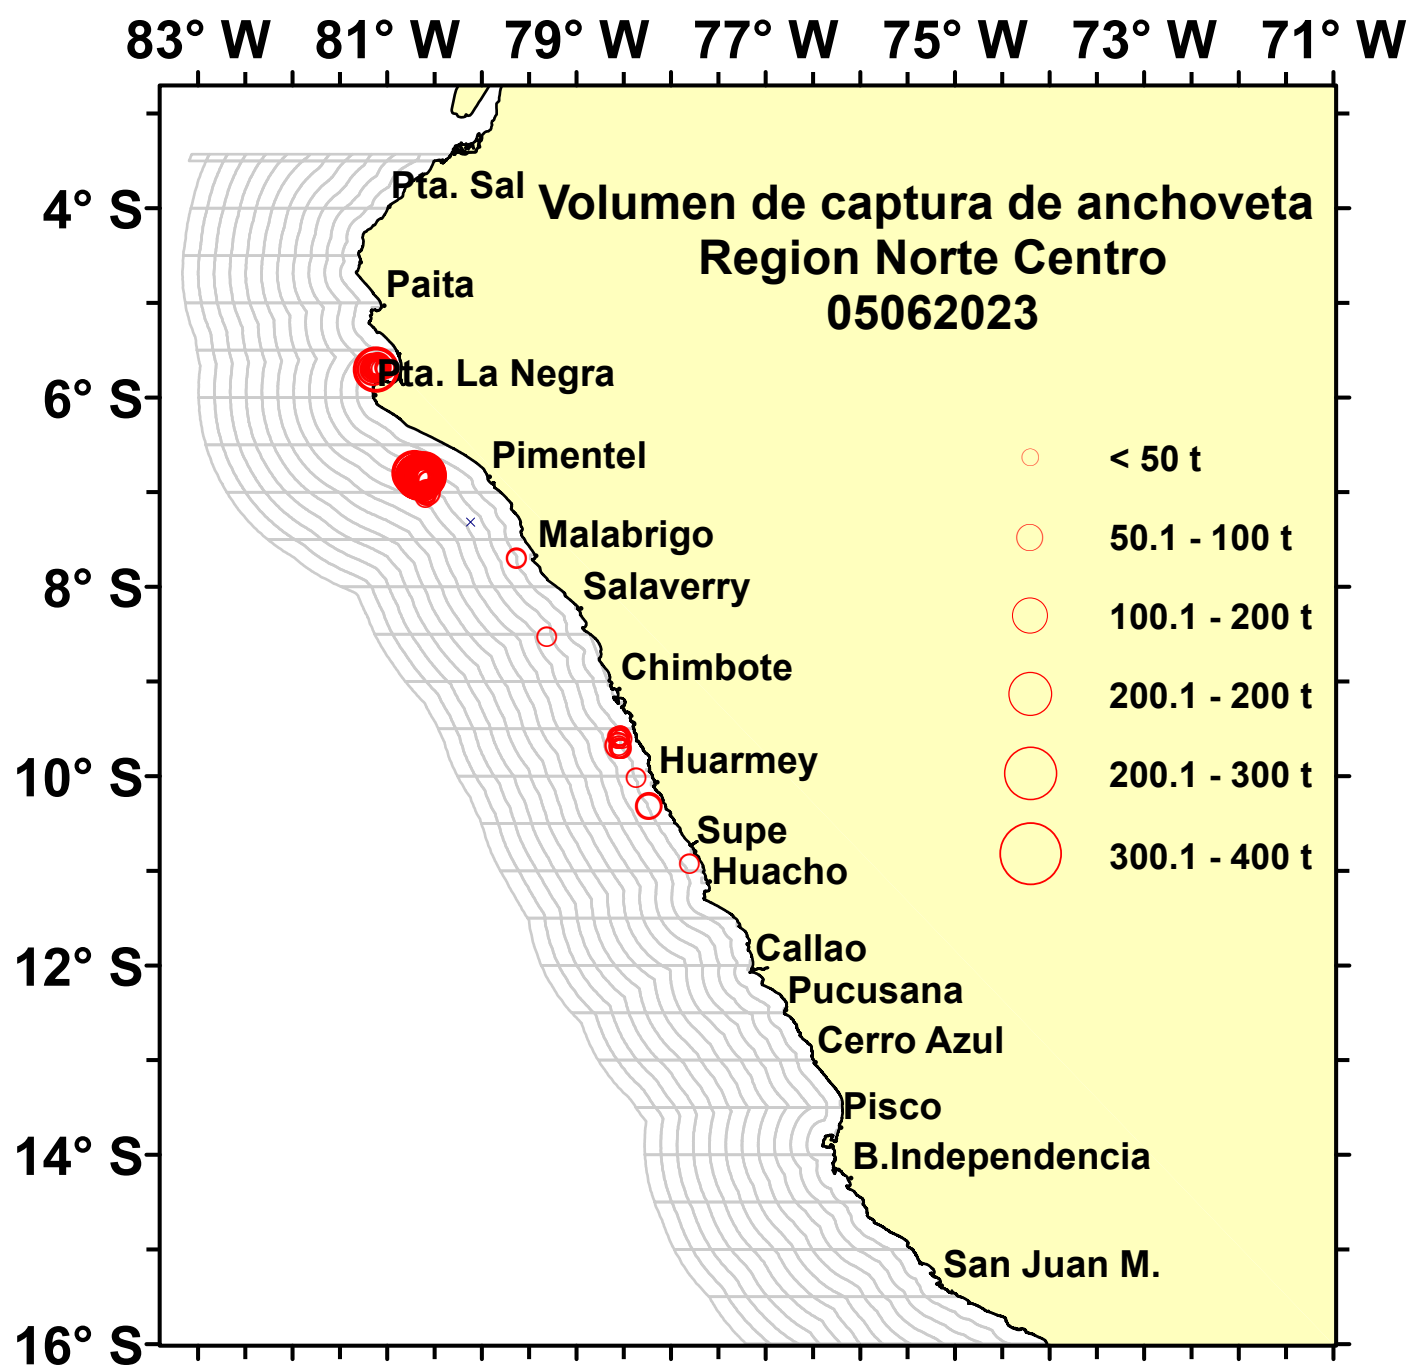 83° W 81° W 79° W 77° W 75° W 73° W 71° W
Pta. Sal
4° S
Volumen de captura de anchoveta
Region Norte Centro
05062023
Paita
Pta. La Negra
6° S
Pimentel
< 50 t
Malabrigo
50.1 - 100 t
8° S
Salaverry
100.1 - 200 t
Chimbote
200.1 - 200 t
Huarmey
10° S
200.1 - 300 t
Supe
300.1 - 400 t
Huacho
Callao
12° S
Pucusana
Cerro Azul
Pisco
14° S
B.Independencia
San Juan M.
16° S